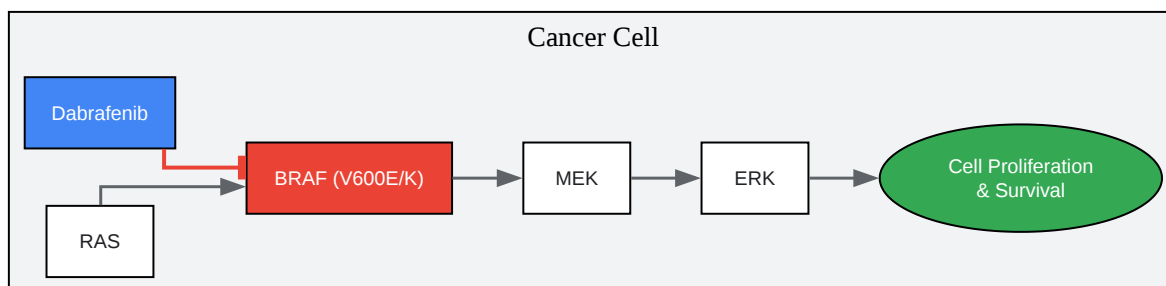 Cancer Cell
Dabrafenib
RAS
BRAF (V600E/K)
MEK
ERK
Cell Proliferation
& Survival